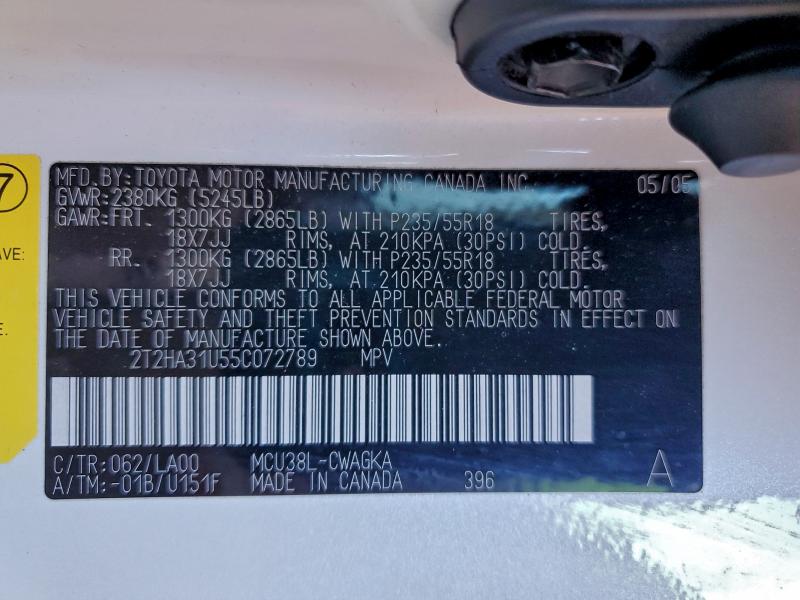 7
AVE:
E.
MFD.BY:TOYOTA MOTOR MANUFACTURING CANADA INC. 05/05
GVWR:2380KG (5245LB)
GAWR:FRT. 1300KG (2865LB) WITH P235/55R18 TIRES,
18X7JJ RIMS, AT 210KPA (30PSI) COLD.
RR. 1300KG (2865LB) WITH P235/55R18 TIRES,
18X7JJ RIMS, AT 210KPA (30PSI) COLD.
THIS VEHICLE CONFORMS TO ALL APPLICABLE FEDERAL MOTOR
VEHICLE SAFETY AND THEFT PREVENTION STANDARDS IN EFFECT ON
THE DATE OF MANUFACTURE SHOWN ABOVE.
2T2HA31U55C072789 MPV
C/TR:062/LA00 MCU38L-CWAGKA
A/TM:-01B/U151F MADE IN CANADA 396 A